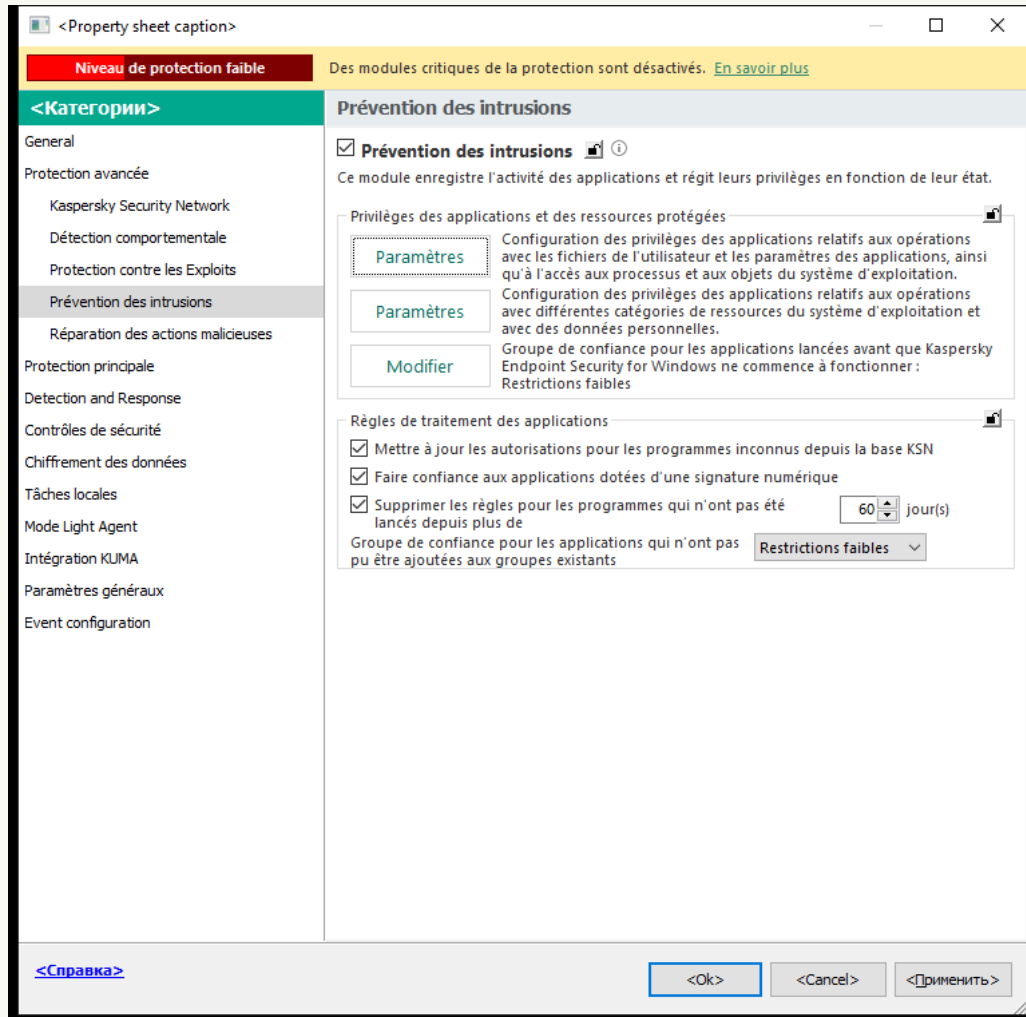 <Property sheet caption>
Niveau de protection faible
Des modules critiques de la protection sont désactivés. En savoir plus
<Категории>
General
Protection avancée
Kaspersky Security Network
Détection comportementale
Protection contre les Exploits
Prévention des intrusions
Réparation des actions malicieuses
Protection principale
Detection and Response
Contrôles de sécurité
Chiffrement des données
Tâches locales
Mode Light Agent
Intégration KUMA
Paramètres généraux
Event configuration
Prévention des intrusions
Prévention des intrusions
Ce module enregistre l'activité des applications et régit leurs privilèges en fonction de leur état.
Privilèges des applications et des ressources protégées
Paramètres
Configuration des privilèges des applications relatifs aux opérations
avec les fichiers de l'utilisateur et les paramètres des applications, ainsi
qu'à l'accès aux processus et aux objets du système d'exploitation.
Paramètres
Configuration des privilèges des applications relatifs aux opérations
avec différentes catégories de ressources du système d'exploitation et
avec des données personnelles.
Modifier
Groupe de confiance pour les applications lancées avant que Kaspersky
Endpoint Security for Windows ne commence à fonctionner :
Restrictions faibles
Règles de traitement des applications
Mettre à jour les autorisations pour les programmes inconnus depuis la base KSN
Faire confiance aux applications dotées d'une signature numérique
Supprimer les règles pour les programmes qui n'ont pas été
lancés depuis plus de
60 jour(s)
Groupe de confiance pour les applications qui n'ont pas
pu être ajoutées aux groupes existants
Restrictions faibles
<Справка>
<Ok>
<Cancel>
<Применить>